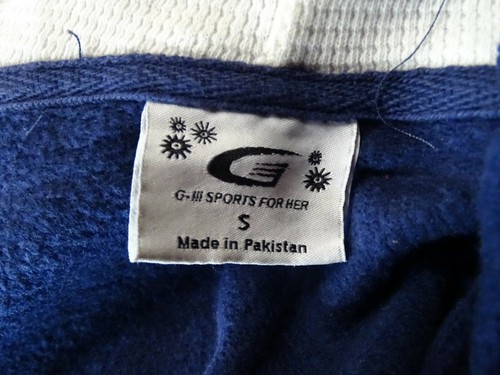 G
G-III SPORTS FOR HER
S
Made in Pakistan